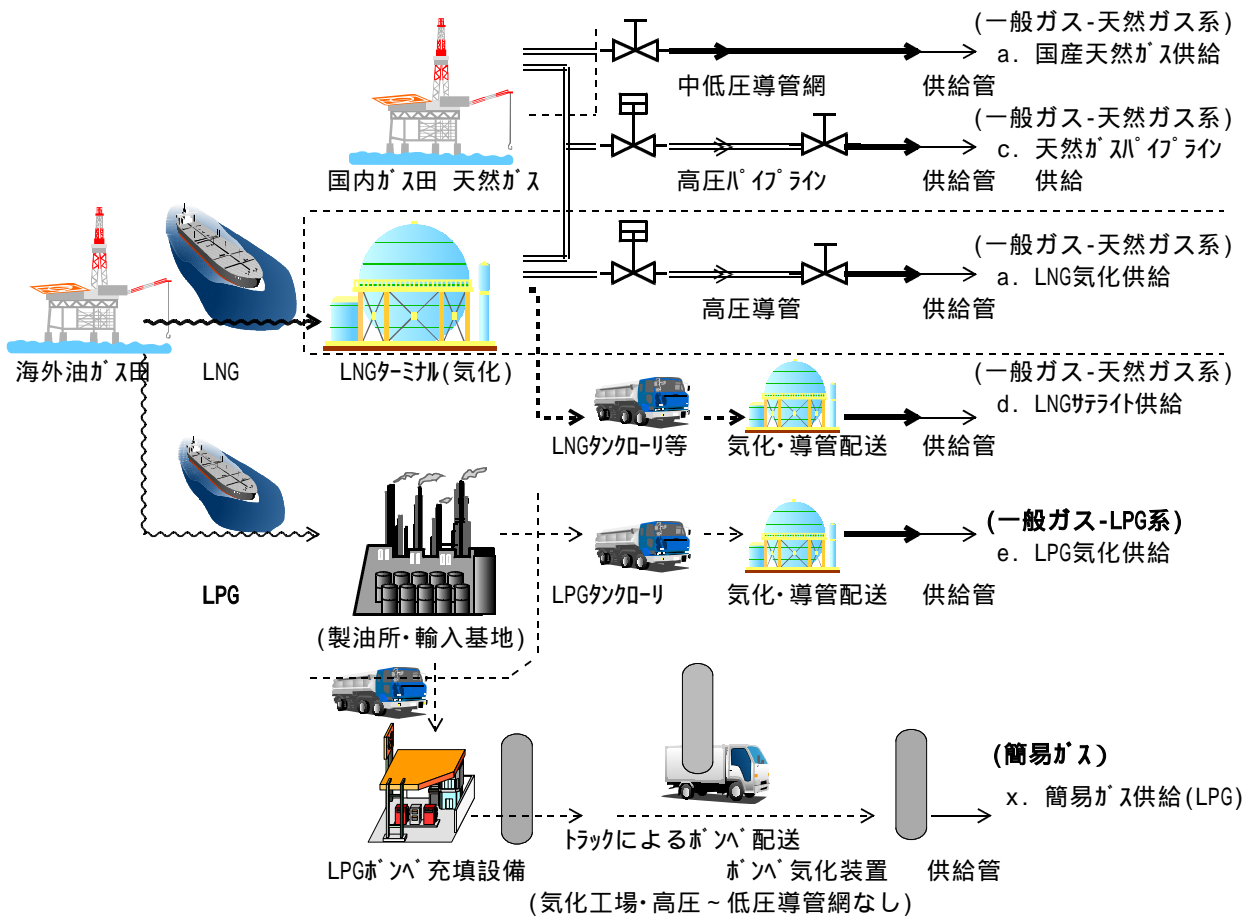 (一般ガス-天然ガス系)
a. 国産天然ガス供給
中低圧導管網
供給管
(一般ガス-天然ガス系)
c. 天然ガスパイプライン
供給
国内ガス田 天然ガス
高圧パイプライン
供給管
(一般ガス-天然ガス系)
a. LNG気化供給
高圧導管
供給管
海外油ガス田
LNG
LNGターミナル(気化)
(一般ガス-天然ガス系)
d. LNGサテライト供給
LNGタンクローリ等
気化・導管配送
供給管
(一般ガス-LPG系)
e. LPG気化供給
LPG
LPGタンクローリ
気化・導管配送
供給管
(製油所・輸入基地)
(簡易ガス)
x. 簡易ガス供給(LPG)
トラックによるボンベ配送
LPGボンベ充填設備
ボンベ気化装置
供給管
(気化工場・高圧~低圧導管網なし)